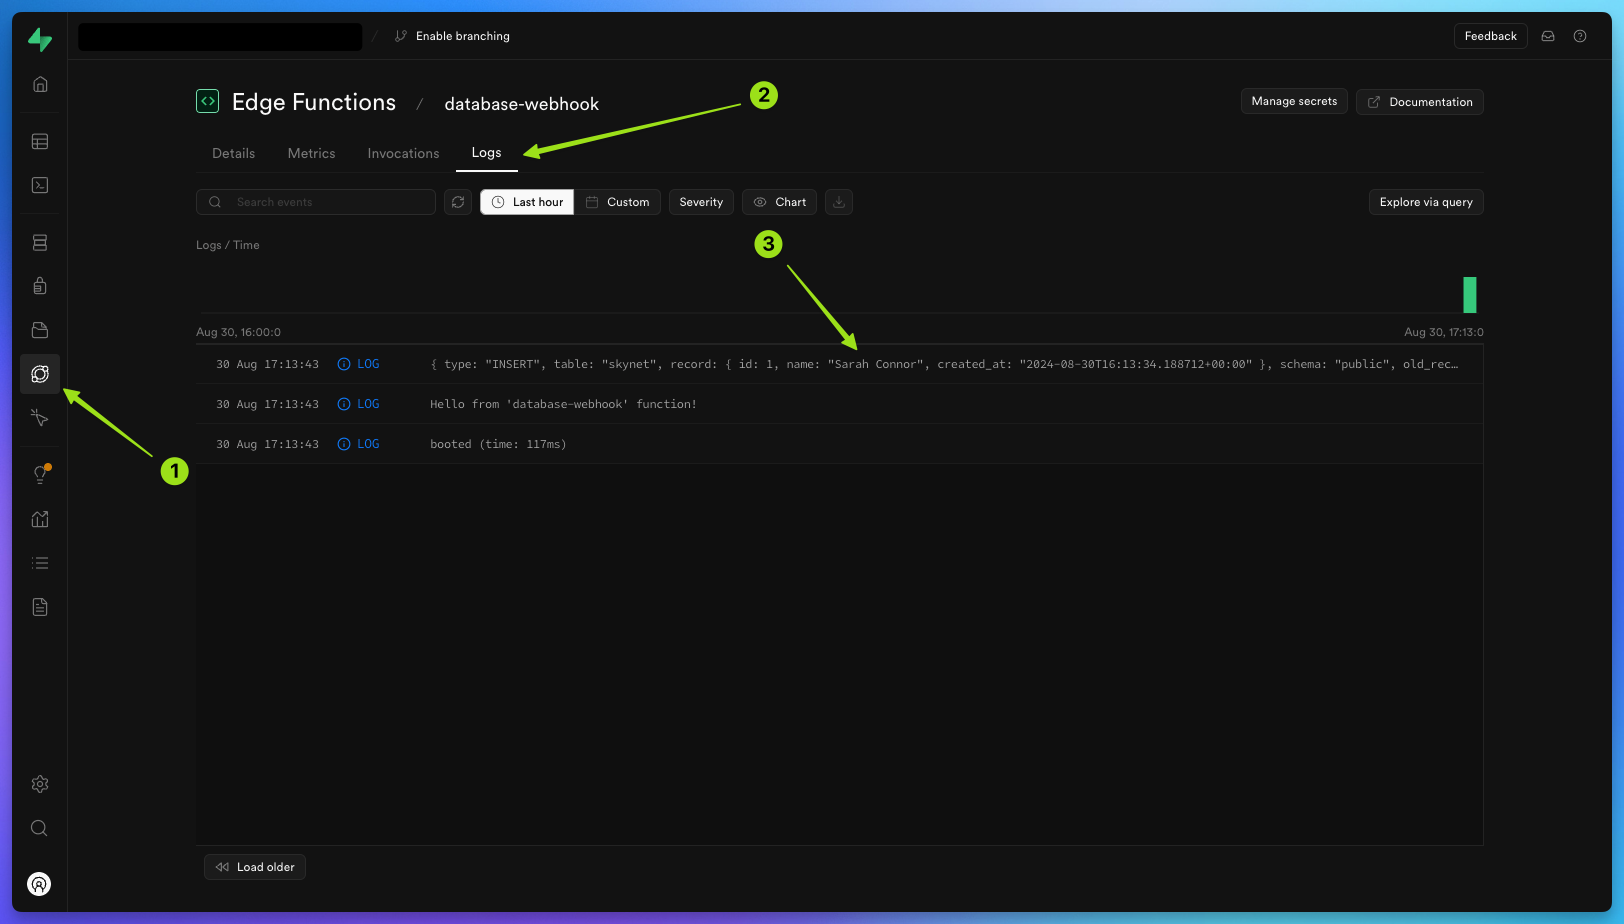 Enable branching
Feedback
Edge Functions / database-webhook
2
Manage secrets
Documentation
Details Metrics Invocations Logs
Search events
Last hour
Custom
Severity
Chart
Explore via query
3
Logs / Time
Aug 30, 16:00:0
Aug 30, 17:13:0
30 Aug 17:13:43 LOG { type: "INSERT", table: "skynet", record: { id: 1, name: "Sarah Connor", created_at: "2024-08-30T16:13:34.188712+00:00" }, schema: "public", old_rec…
30 Aug 17:13:43 LOG Hello from 'database-webhook' function!
30 Aug 17:13:43 LOG booted (time: 117ms)
1
Load older